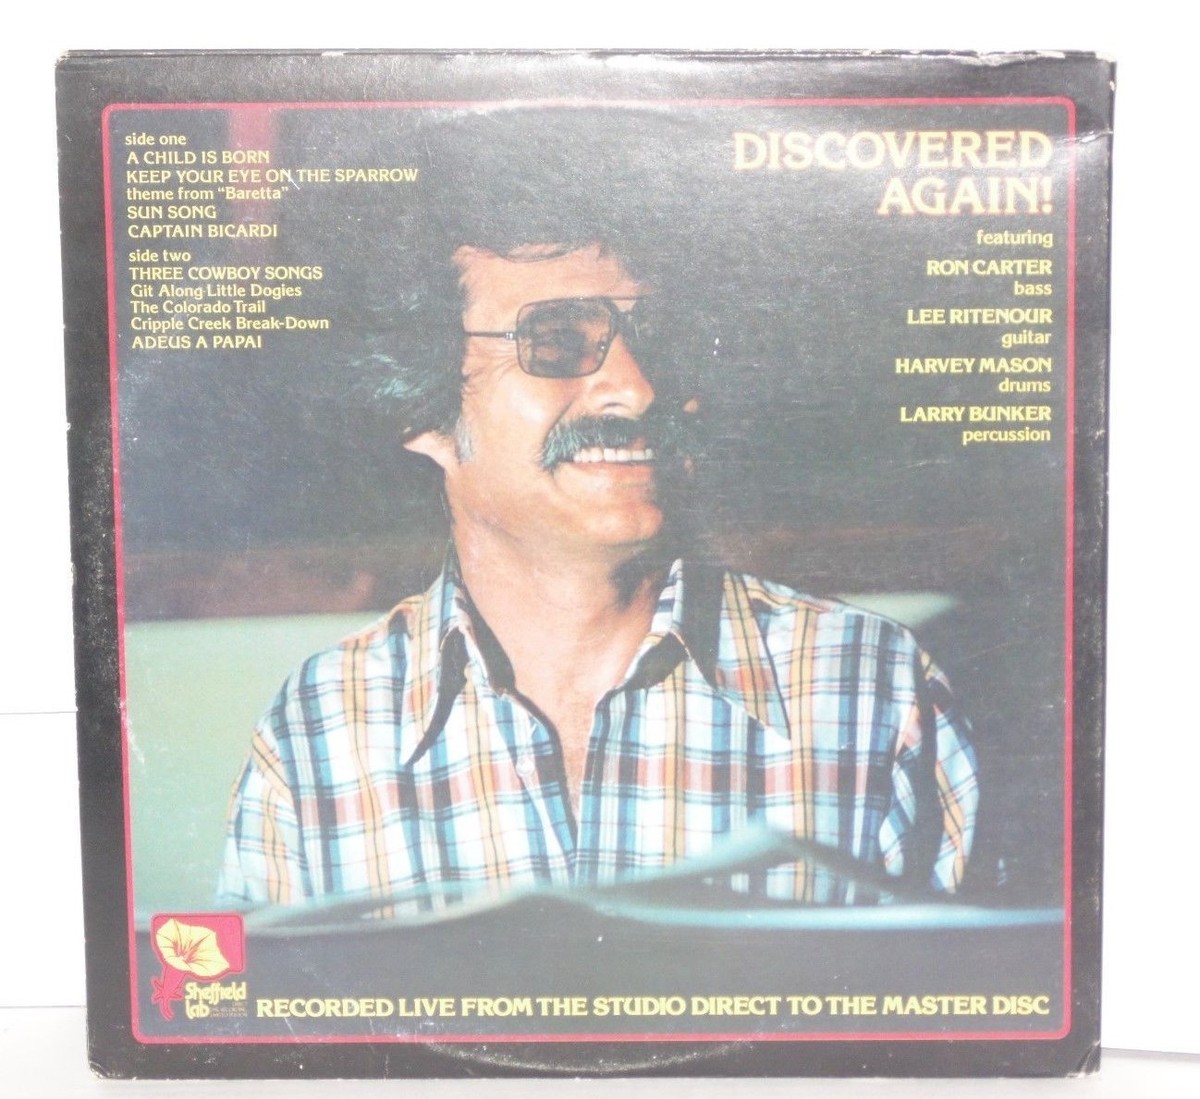 side one
A CHILD IS BORN
KEEP YOUR EYE ON THE SPARROW
theme from “Baretta”
SUN SONG
CAPTAIN BICARDI
side two
THREE COWBOY SONGS
Git Along Little Dogies
The Colorado Trail
Cripple Creek Break-Down
ADEUS A PAPAI
DISCOVERED
AGAIN!
featuring
RON CARTER
bass
LEE RITENOUR
guitar
HARVEY MASON
drums
LARRY BUNKER
percussion
Sheffield
Lab
RECORDED LIVE FROM THE STUDIO DIRECT TO THE MASTER DISC